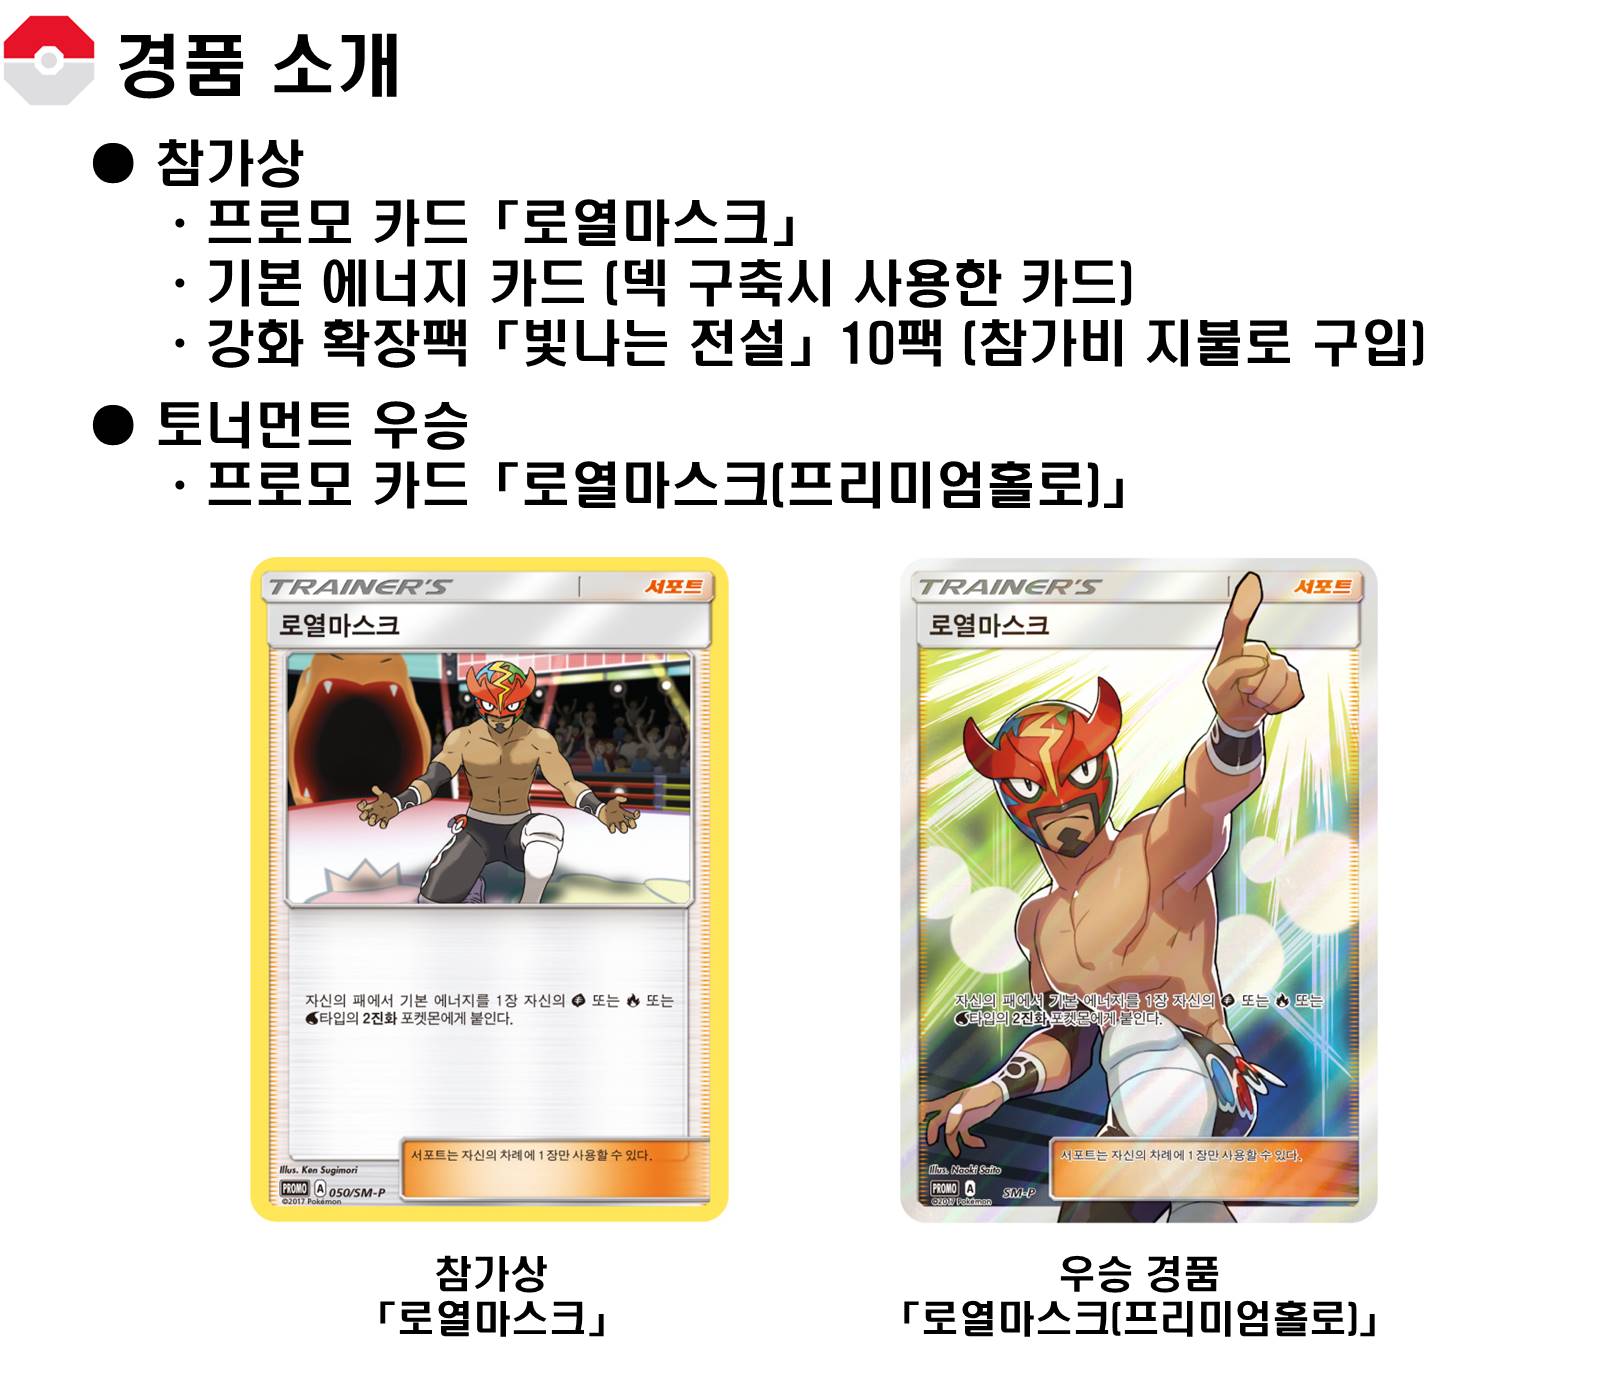 경품 소개
● 참가상
· 프로모 카드「로열마스크」
· 기본 에너지 카드 (덱 구축시 사용한 카드)
· 강화 확장팩「빛나는 전설」10팩 (참가비 지불로 구입)
● 토너먼트 우승
· 프로모 카드「로열마스크(프리미엄홀로)」
TRAINER'S 서포트
로열마스크
자신의 패에서 기본 에너지를 1장 자신의 또는 또는
타입의 2진화 포켓몬에게 붙인다.
서포트는 자신의 차례에 1장만 사용할 수 있다.
Illus. Ken Sugimori
PROMO A 050/SM-P
©2017 Pokémon
TRAINER'S 서포트
로열마스크
자신의 패에서 기본 에너지를 1장 자신의 또는 또는
타입의 2진화 포켓몬에게 붙인다.
서포트는 자신의 차례에 1장만 사용할 수 있다.
Illus. Naoki Saito
PROMO A SM-P
©2017 Pokémon
참가상
「로열마스크」
우승 경품
「로열마스크(프리미엄홀로)」